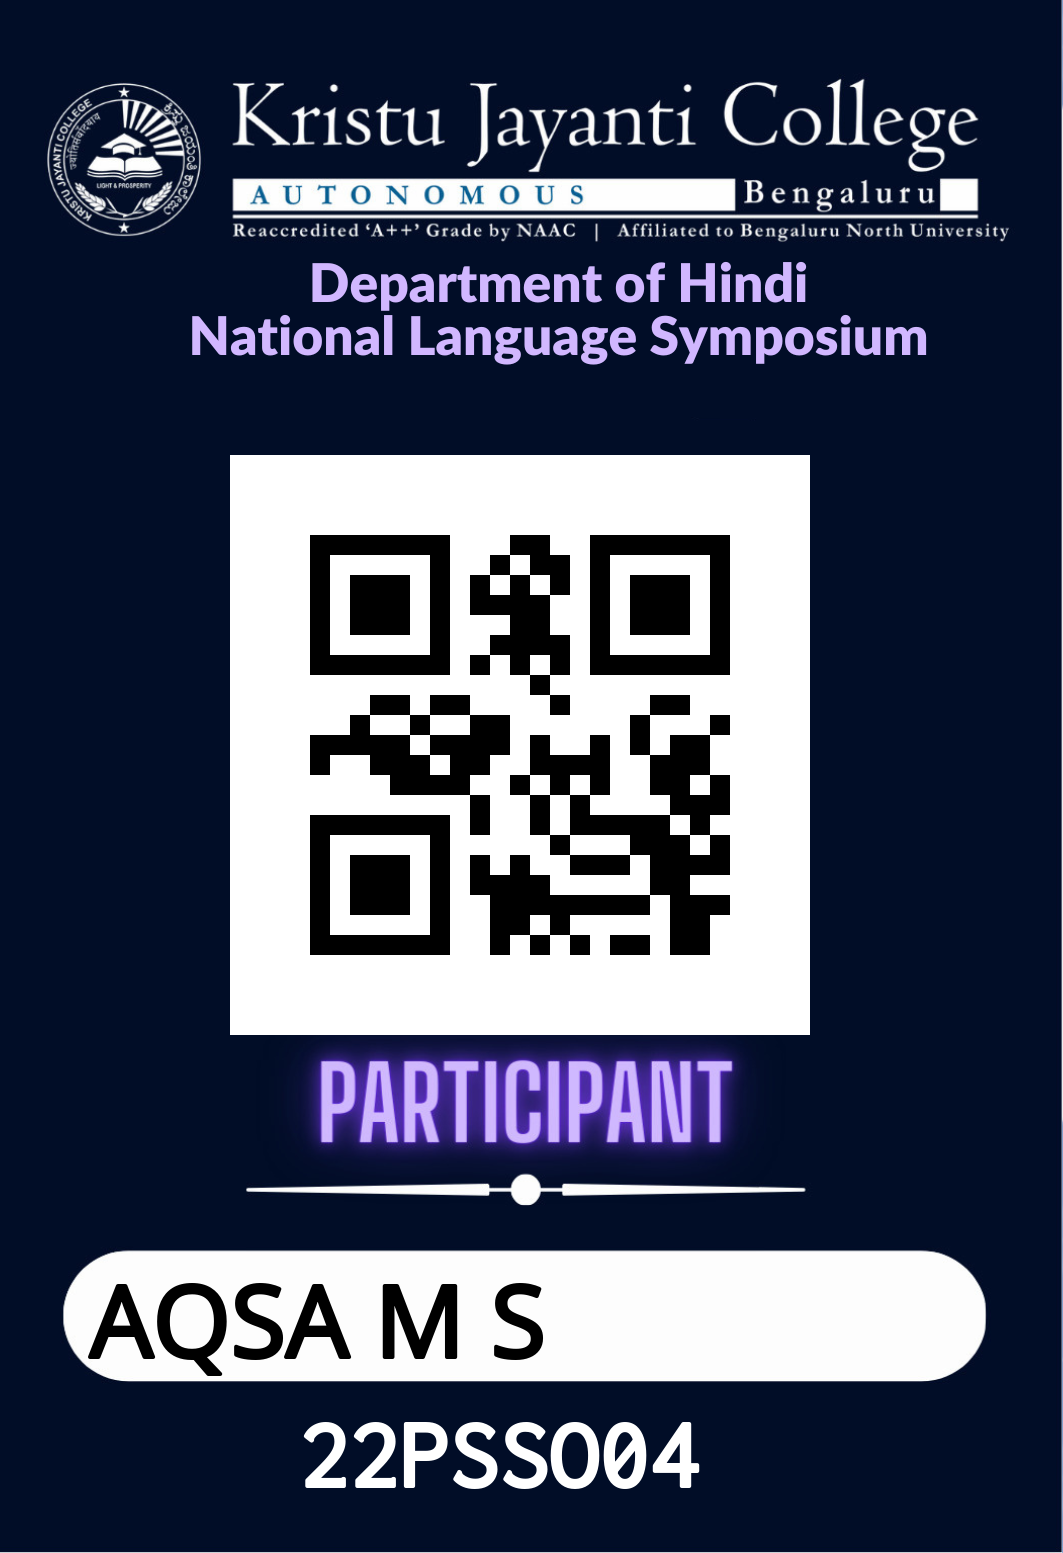 KRISTU JAYANTI COLLEGE
LIGHT & PROSPERITY
Kristu Jayanti College
AUTONOMOUS Bengaluru
Reaccredited ‘A++’ Grade by NAAC | Affiliated to Bengaluru North University
Department of Hindi
National Language Symposium
PARTICIPANT
AQSA M S
22PSSO04